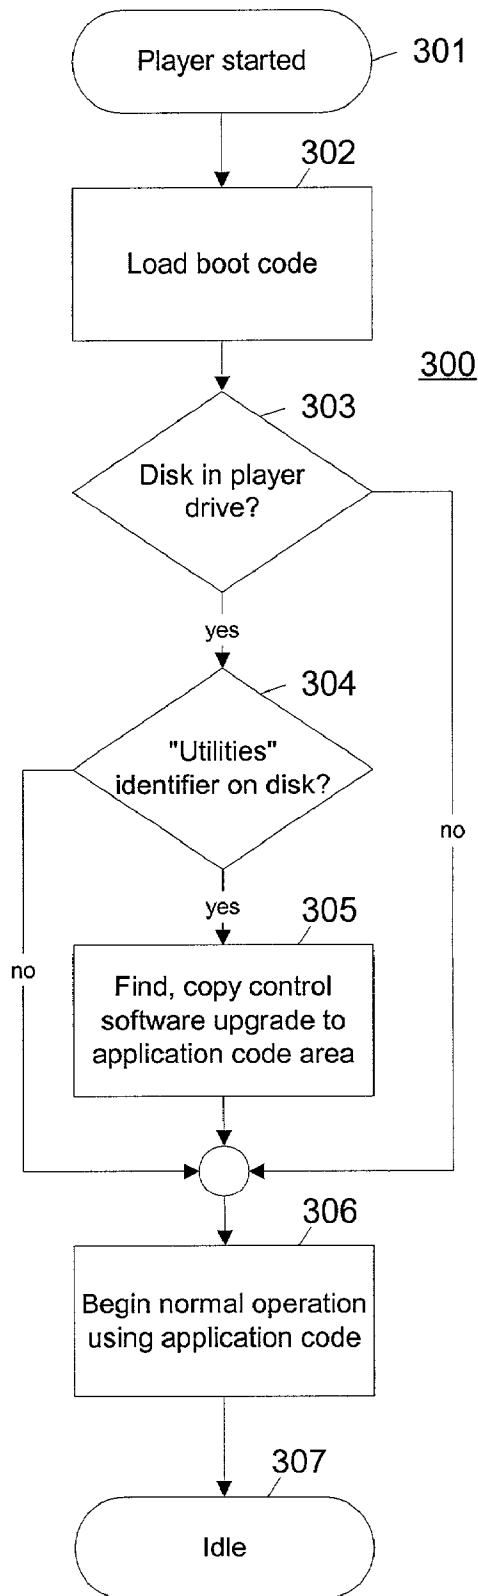 Player started
301
302
Load boot code
300
303
Disk in player
drive?
yes
304
"Utilities"
identifier on disk?
no
yes
305
no
Find, copy control
software upgrade to
application code area
306
Begin normal operation
using application code
307
Idle